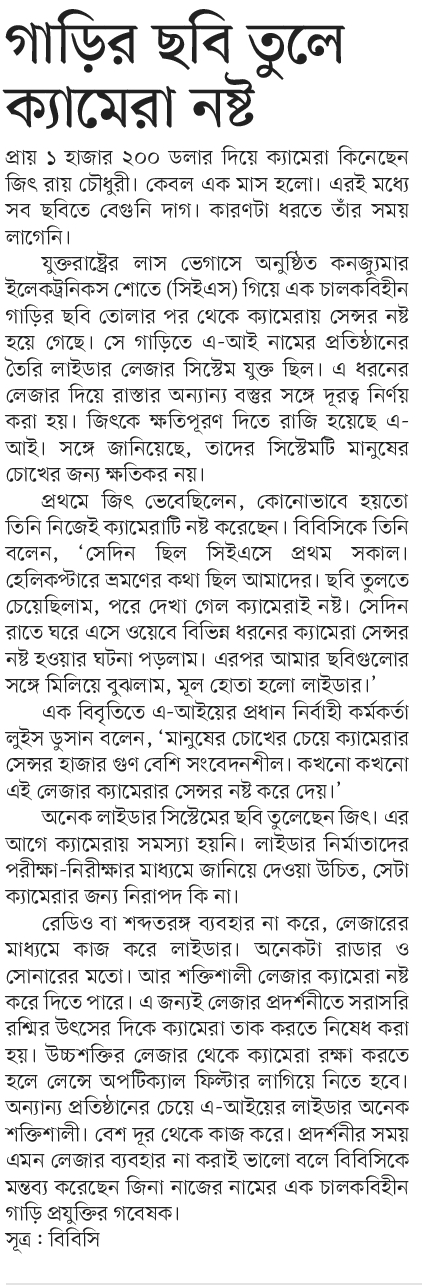 গাড়ির ছবি তুলে
ক্যামেরা নষ্ট
প্রায় ১ হাজার ২০০ ডলার দিয়ে ক্যামেরা কিনেছেন
জিৎ রায় চৌধুরী। কেবল এক মাস হলো। এরই মধ্যে
সব ছবিতে বেগুনি দাগ। কারণটা ধরতে তাঁর সময়
লাগেনি।
যুক্তরাষ্ট্রের লাস ভেগাসে অনুষ্ঠিত কনজ্যুমার
ইলেকট্রনিকস শোতে (সিইএস) গিয়ে এক চালকবিহীন
গাড়ির ছবি তোলার পর থেকে ক্যামেরায় সেন্সর নষ্ট
হয়ে গেছে। সে গাড়িতে এ-আই নামের প্রতিষ্ঠানের
তৈরি লাইডার লেজার সিস্টেম যুক্ত ছিল। এ ধরনের
লেজার দিয়ে রাস্তার অন্যান্য বস্তুর সঙ্গে দূরত্ব নির্ণয়
করা হয়। জিৎকে ক্ষতিপূরণ দিতে রাজি হয়েছে এ-
আই। সঙ্গে জানিয়েছে, তাদের সিস্টেমটি মানুষের
চোখের জন্য ক্ষতিকর নয়।
প্রথমে জিৎ ভেবেছিলেন, কোনোভাবে হয়তো
তিনি নিজেই ক্যামেরাটি নষ্ট করেছেন। বিবিসিকে তিনি
বলেন, ‘সেদিন ছিল সিইএসে প্রথম সকাল।
হেলিকপ্টারে ভ্রমণের কথা ছিল আমাদের। ছবি তুলতে
চেয়েছিলাম, পরে দেখা গেল ক্যামেরাই নষ্ট। সেদিন
রাতে ঘরে এসে ওয়েবে বিভিন্ন ধরনের ক্যামেরা সেন্সর
নষ্ট হওয়ার ঘটনা পড়লাম। এরপর আমার ছবিগুলোর
সঙ্গে মিলিয়ে বুঝলাম, মূল হোতা হলো লাইডার।’
এক বিবৃতিতে এ-আইয়ের প্রধান নির্বাহী কর্মকর্তা
লুইস ডুসান বলেন, ‘মানুষের চোখের চেয়ে ক্যামেরার
সেন্সর হাজার গুণ বেশি সংবেদনশীল। কখনো কখনো
এই লেজার ক্যামেরার সেন্সর নষ্ট করে দেয়।’
অনেক লাইডার সিস্টেমের ছবি তুলেছেন জিৎ। এর
আগে ক্যামেরায় সমস্যা হয়নি। লাইডার নির্মাতাদের
পরীক্ষা-নিরীক্ষার মাধ্যমে জানিয়ে দেওয়া উচিত, সেটা
ক্যামেরার জন্য নিরাপদ কি না।
রেডিও বা শব্দতরঙ্গ ব্যবহার না করে, লেজারের
মাধ্যমে কাজ করে লাইডার। অনেকটা রাডার ও
সোনারের মতো। আর শক্তিশালী লেজার ক্যামেরা নষ্ট
করে দিতে পারে। এ জন্যই লেজার প্রদর্শনীতে সরাসরি
রশ্মির উৎসের দিকে ক্যামেরা তাক করতে নিষেধ করা
হয়। উচ্চশক্তির লেজার থেকে ক্যামেরা রক্ষা করতে
হলে লেন্সে অপটিক্যাল ফিল্টার লাগিয়ে নিতে হবে।
অন্যান্য প্রতিষ্ঠানের চেয়ে এ-আইয়ের লাইডার অনেক
শক্তিশালী। বেশ দূর থেকে কাজ করে। প্রদর্শনীর সময়
এমন লেজার ব্যবহার না করাই ভালো বলে বিবিসিকে
মন্তব্য করেছেন জিনা নাজের নামের এক চালকবিহীন
গাড়ি প্রযুক্তির গবেষক।
সূত্র : বিবিসি